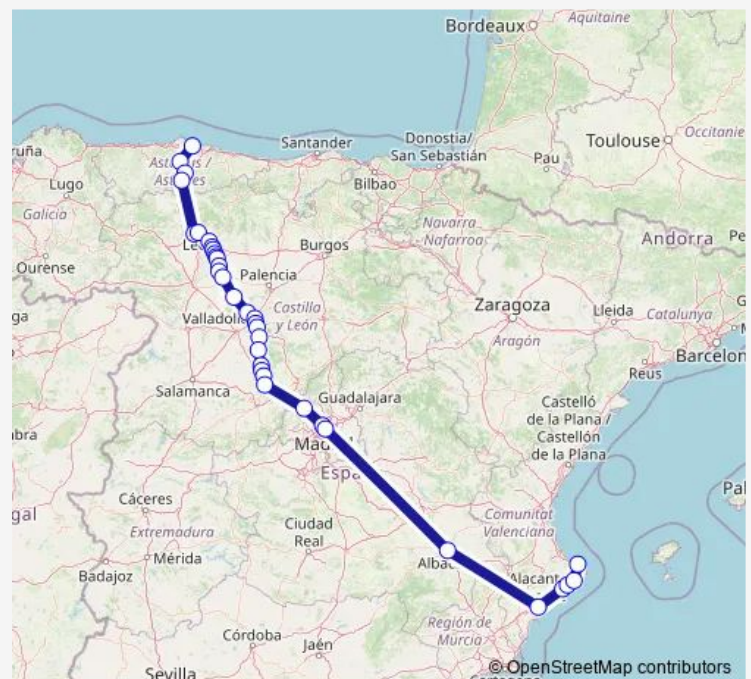 Bordeaux
Aquitaine
Toulouse
Occitanie
Donostia/
San Sebastián
Santander
Pau
Bilbao
Lugo
Galicia
Navarra
- Nafarroa
Andorra
Ourense
Burgos
Palencia
Zaragoza
Lleida
Catalunya
Castilla
y León
Aragón
Barcelon
Reus
Salamanca
Guadalajara
Castelló
de la Plana /
Castellón
de la Plana
Cáceres
Ciudad
Real
Comunitat
Valenciana
Extremadura
Mérida
Badajoz
Región de
Murcia
Córdoba
Jaén
Sevilla
© OpenStreetMap contributors